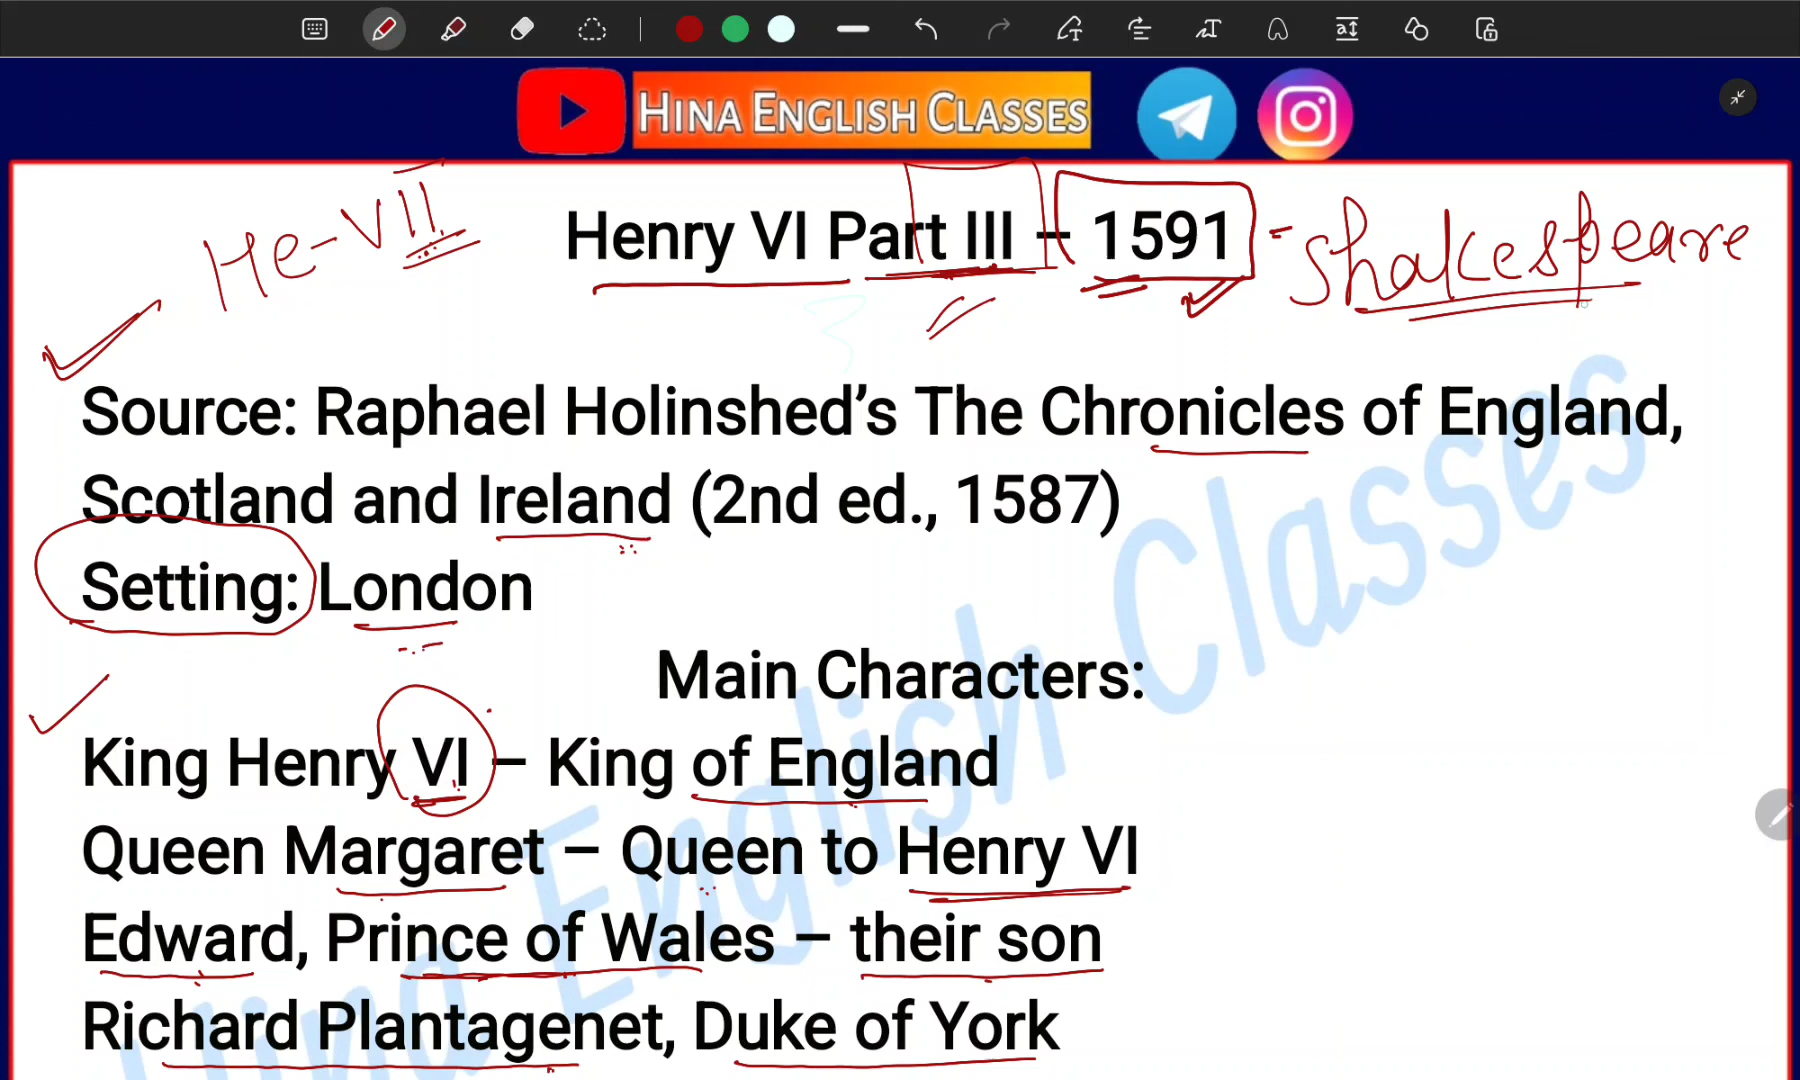 HINA ENGLISH CLASSES
He-VII
Henry VI Part III – 1591 - Shakespeare
3
Source: Raphael Holinshed’s The Chronicles of England,
Scotland and Ireland (2nd ed., 1587)
Setting: London
Main Characters:
King Henry VI – King of England
Queen Margaret – Queen to Henry VI
Edward, Prince of Wales – their son
Richard Plantagenet, Duke of York
Hina English Classes